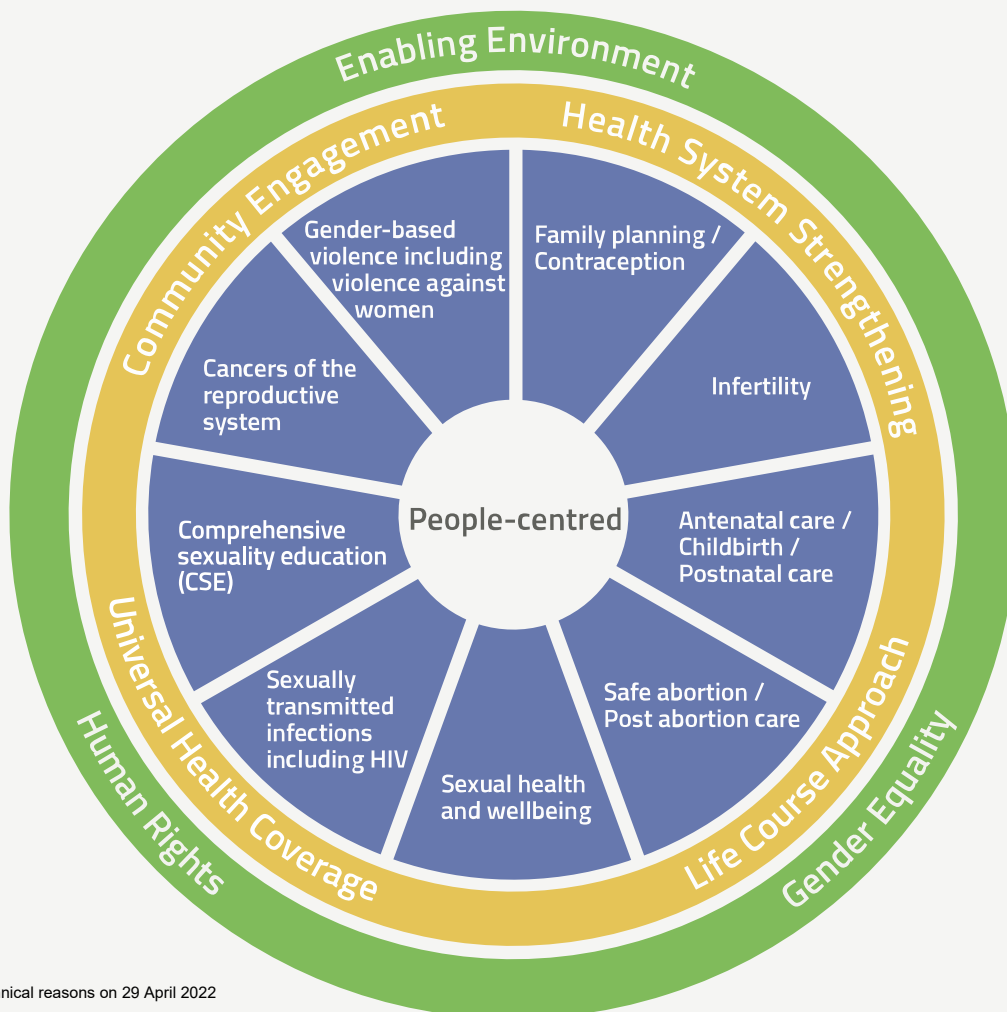 Enabling Environment
Community Engagement
Health System Strengthening
Gender-based
violence including
violence against
women
Family planning /
Contraception
Cancers of the
reproductive
system
Infertility
People-centred
Comprehensive
sexuality education
(CSE)
Antenatal care /
Childbirth /
Postnatal care
Sexually
transmitted
infections
including HIV
Safe abortion /
Post abortion care
Sexual health
and wellbeing
Universal Health Coverage
Life Course Approach
Human Rights
Gender Equality
nical reasons on 29 April 2022